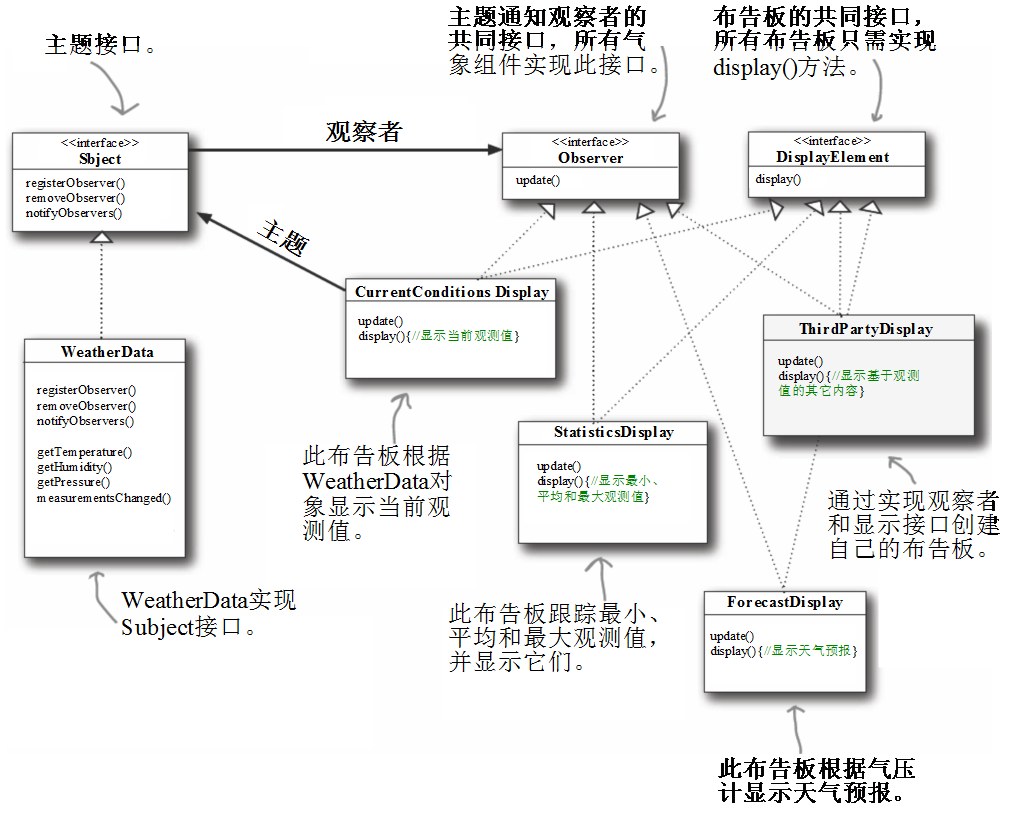 主题接口。
主题通知观察者的
共同接口，所有气
象组件实现此接口。
布告板的共同接口，
所有布告板只需实现
display()方法。
观察者
<<interface>>
Sbject
registerObserver()
removeObserver()
notifyObservers()
<<interface>>
Observer
update()
<<interface>>
DisplayElement
display()
主题
CurrentConditions Display
update()
display(){//显示当前观测值}
ThirdPartyDisplay
update()
display(){//显示基于观测
值的其它内容}
WeatherData
registerObserver()
removeObserver()
notifyObservers()
getTemperature()
getHumidity()
getPressure()
measurementsChanged()
此布告板根据
WeatherData对
象显示当前观
测值。
StatisticsDisplay
update()
display(){//显示最小、
平均和最大观测值}
通过实现观察者
和显示接口创建
自己的布告板。
WeatherData实现
Subject接口。
此布告板跟踪最小、
平均和最大观测值，
并显示它们。
ForecastDisplay
update()
display(){//显示天气预报}
此布告板根据气压
计显示天气预报。